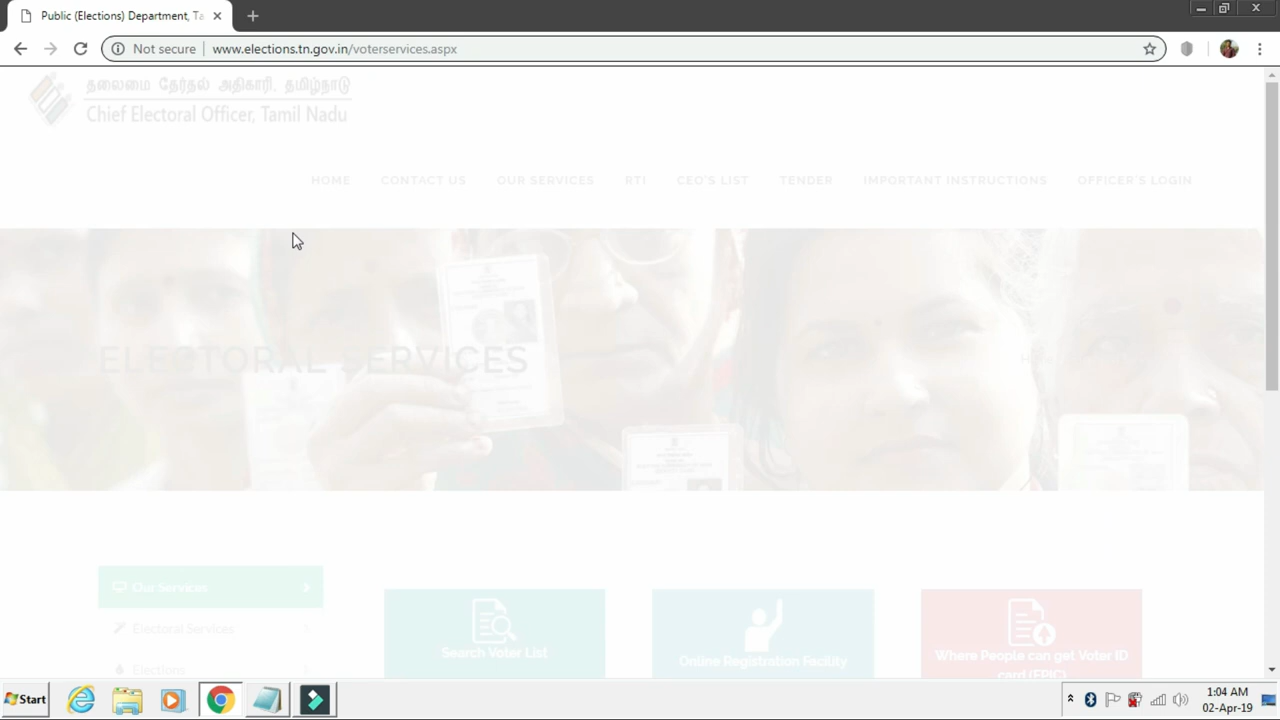 Public (Elections) Department, Ta
Not secure
www.elections.tn.gov.in/voterservices.aspx
தலைமை தேர்தல் அதிகாரி, தமிழ்நாடு
Chief Electoral Officer, Tamil Nadu
HOME CONTACT US OUR SERVICES RTI CEO'S LIST TENDER IMPORTANT INSTRUCTIONS OFFICER'S LOGIN
ELECTORAL SERVICES
Our Services
Electoral Services
Elections
Search Voter List
Online Registration Facility
Where People can get Voter ID
card (EPIC)
Start
1:04 AM
02-Apr-19